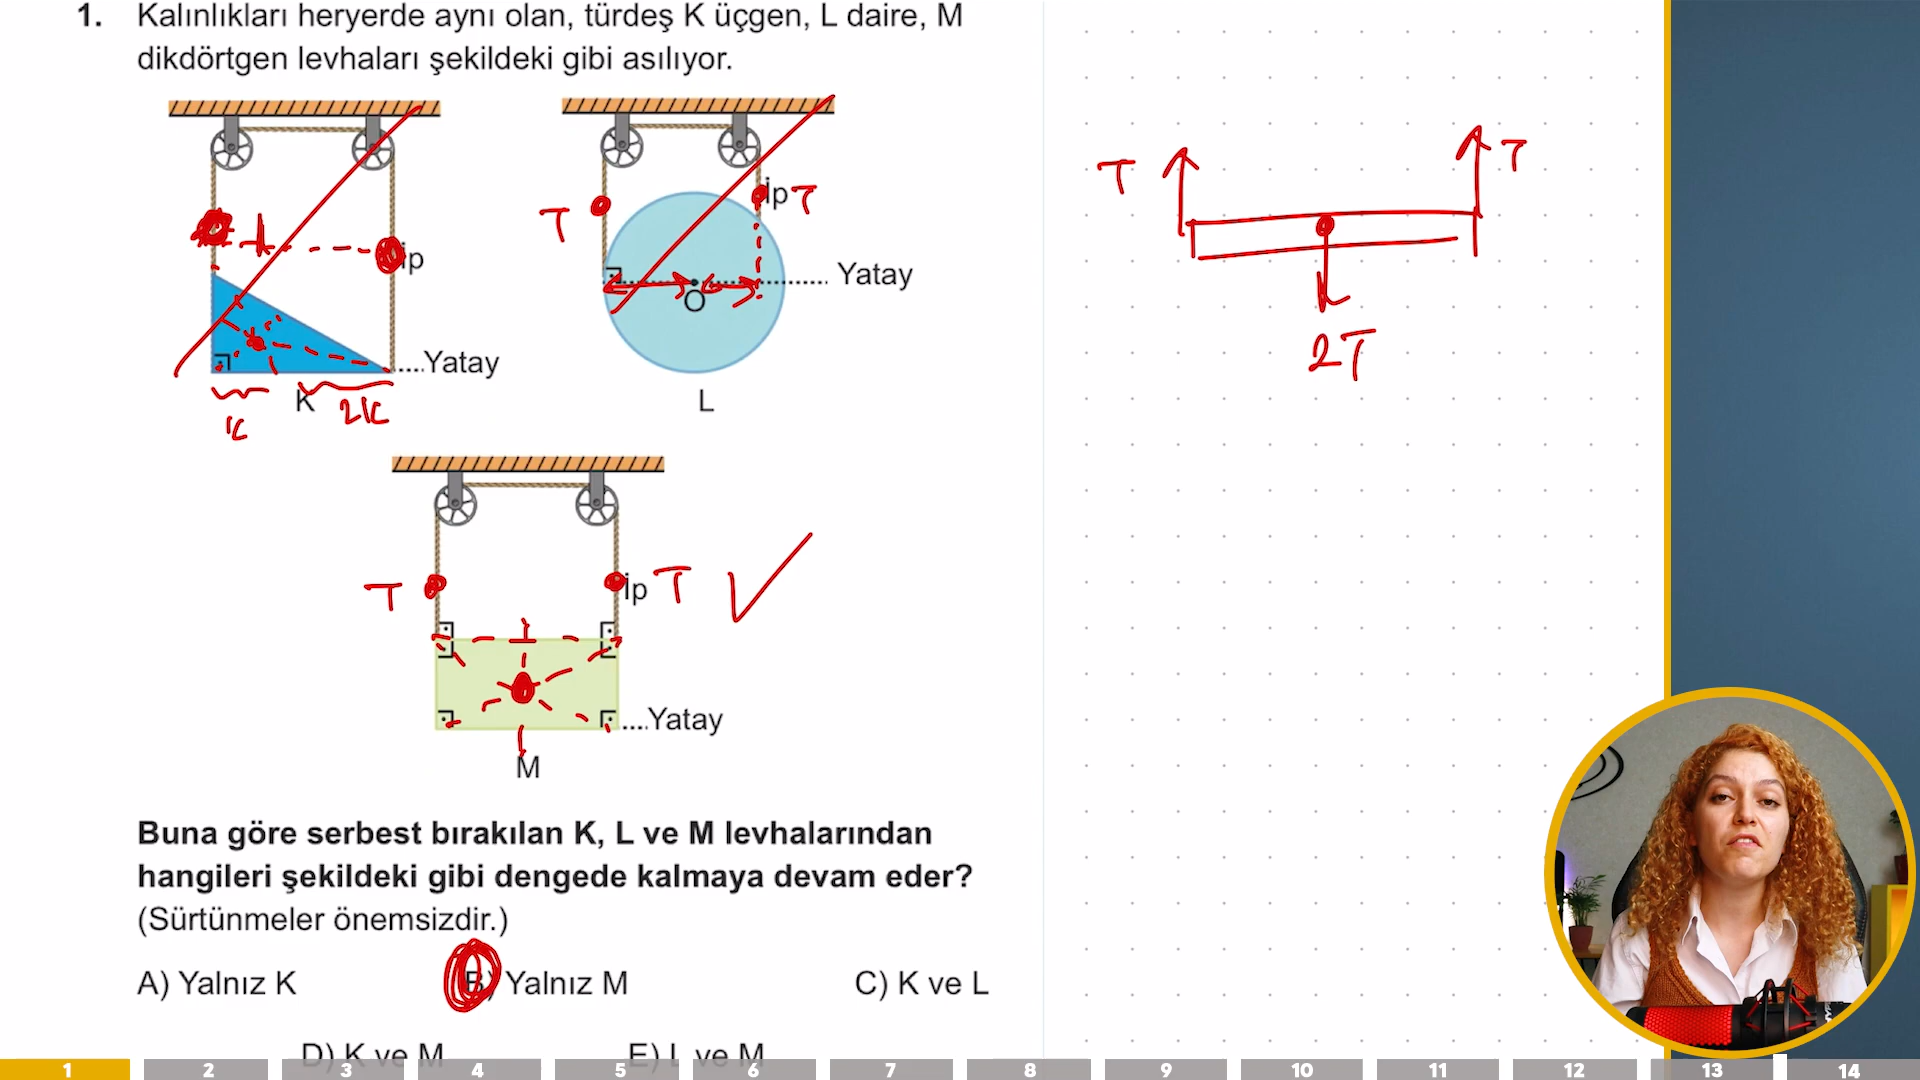 1. Kalınlıkları heryerde aynı olan, türdeş K üçgen, L daire, M
dikdörtgen levhaları şekildeki gibi asılıyor.
T
T
T
İp T
ip
Yatay
O
....Yatay
K
k
2k
L
2T
T
İp T
....Yatay
M
Buna göre serbest bırakılan K, L ve M levhalarından
hangileri şekildeki gibi dengede kalmaya devam eder?
(Sürtünmeler önemsizdir.)
A) Yalnız K B) Yalnız M C) K ve L
D) K ve M E) L ve M
1 2 3 4 5 6 7 8 9 10 11 12 13 14